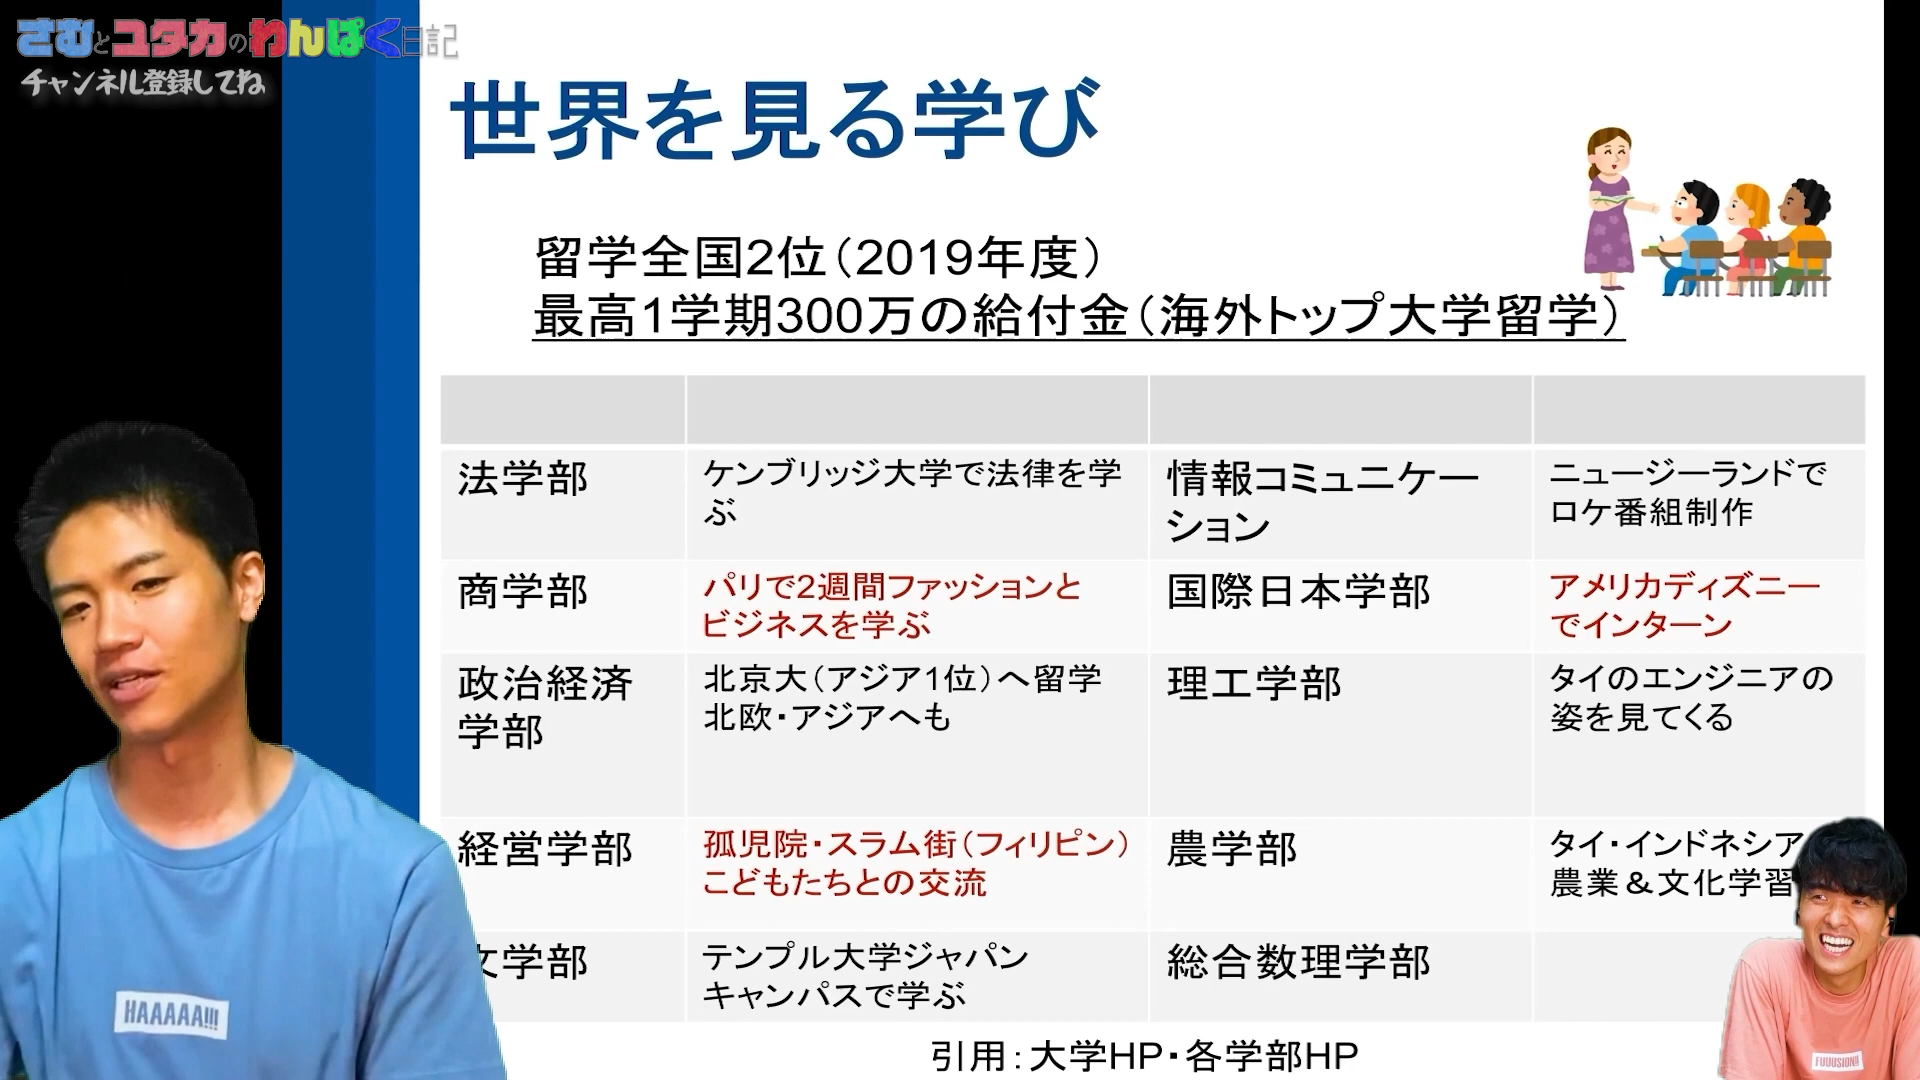 さむとユタカのわんぱく日記
チャンネル登録してね
世界を見る学び
留学全国2位（2019年度）
最高1学期300万の給付金（海外トップ大学留学）
法学部
ケンブリッジ大学で法律を学
ぶ
情報コミュニケー
ション
ニュージーランドで
ロケ番組制作
商学部
パリで2週間ファッションと
ビジネスを学ぶ
国際日本学部
アメリカディズニー
でインターン
政治経済
学部
北京大（アジア1位）へ留学
北欧・アジアへも
理工学部
タイのエンジニアの
姿を見てくる
経営学部
孤児院・スラム街（フィリピン）
こどもたちとの交流
農学部
タイ・インドネシア
農業＆文化学習
文学部
テンプル大学ジャパン
キャンパスで学ぶ
総合数理学部
引用：大学HP・各学部HP
HAAAAA!!!
FUUUSION!!